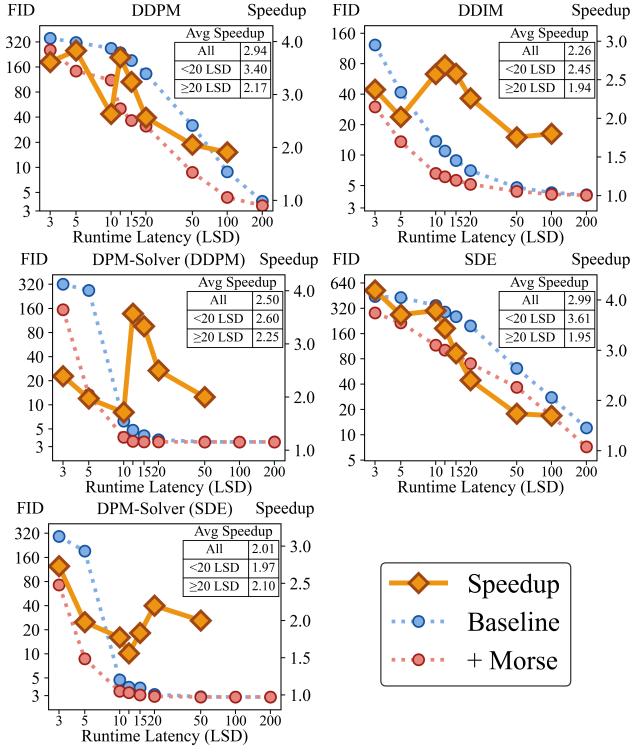 FID DDPM Speedup
Avg Speedup
All 2.94
<20 LSD 3.40
≥20 LSD 2.17
320
160
80
40
20
10
5
3
4.0
3.0
2.0
1.0
3 5 10 1520 50 100 200
Runtime Latency (LSD)
FID DDIM Speedup
Avg Speedup
All 2.26
<20 LSD 2.45
≥20 LSD 1.94
160
80
40
20
10
5
3
3.0
2.5
2.0
1.5
1.0
3 5 10 1520 50 100 200
Runtime Latency (LSD)
FID DPM-Solver (DDPM) Speedup
Avg Speedup
All 2.50
<20 LSD 2.60
≥20 LSD 2.25
320
160
80
40
20
10
5
3
4.0
3.0
2.0
1.0
3 5 10 1520 50 100 200
Runtime Latency (LSD)
FID SDE Speedup
Avg Speedup
All 2.99
<20 LSD 3.61
≥20 LSD 1.95
640
320
160
80
40
20
10
5
4.0
3.0
2.0
1.0
3 5 10 1520 50 100 200
Runtime Latency (LSD)
FID DPM-Solver (SDE) Speedup
Avg Speedup
All 2.01
<20 LSD 1.97
≥20 LSD 2.10
320
160
80
40
20
10
5
3
3.0
2.5
2.0
1.5
1.0
3 5 10 1520 50 100 200
Runtime Latency (LSD)
Speedup
Baseline
+ Morse